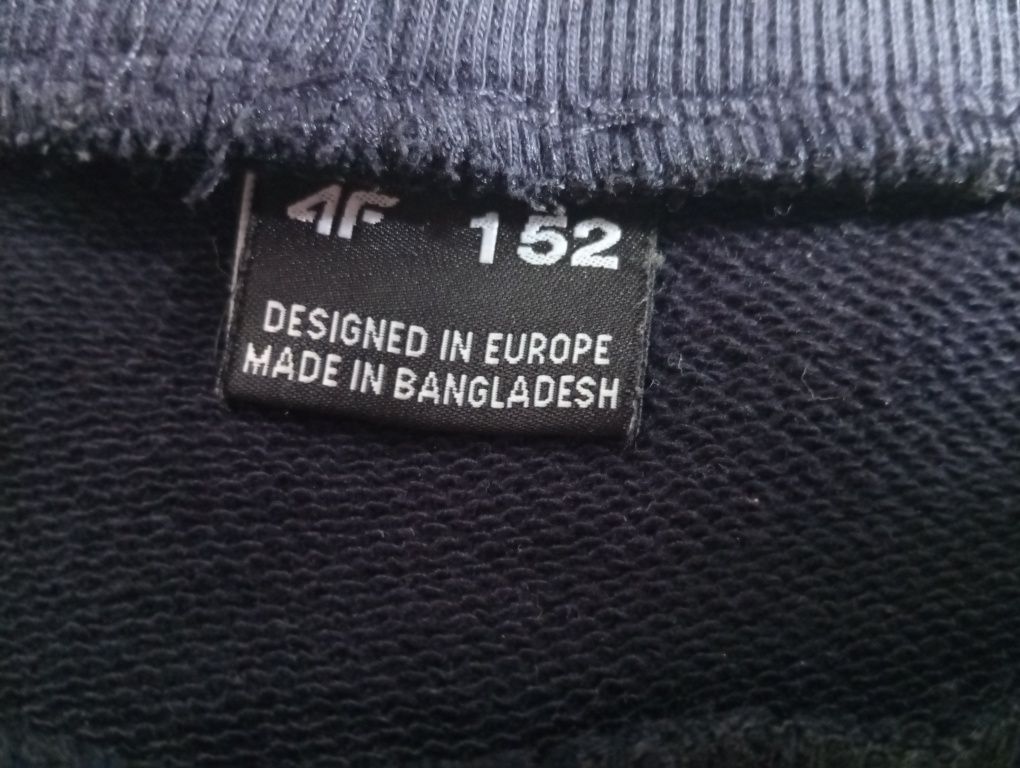 4F 152
DESIGNED IN EUROPE
MADE IN BANGLADESH